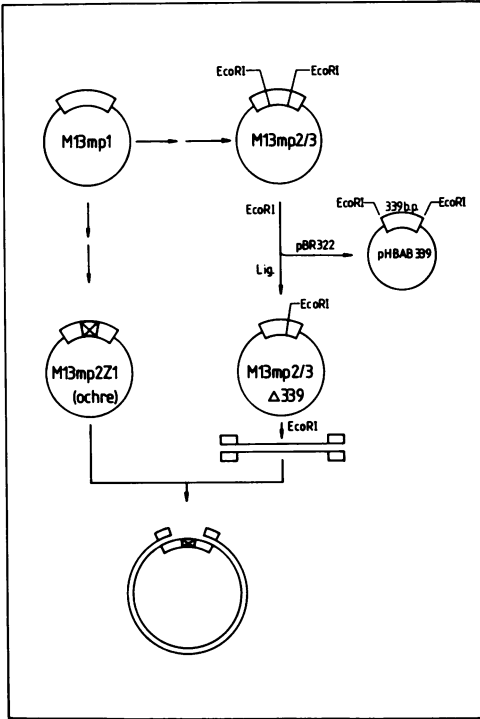 EcoRI EcoRI
M13mp1
M13mp2/3
EcoRI
pBR322
Lig.
EcoRI 339b.p. EcoRI
pHBAB 339
EcoRI
M13mp2Z1
(ochre)
M13mp2/3
△339
EcoRI